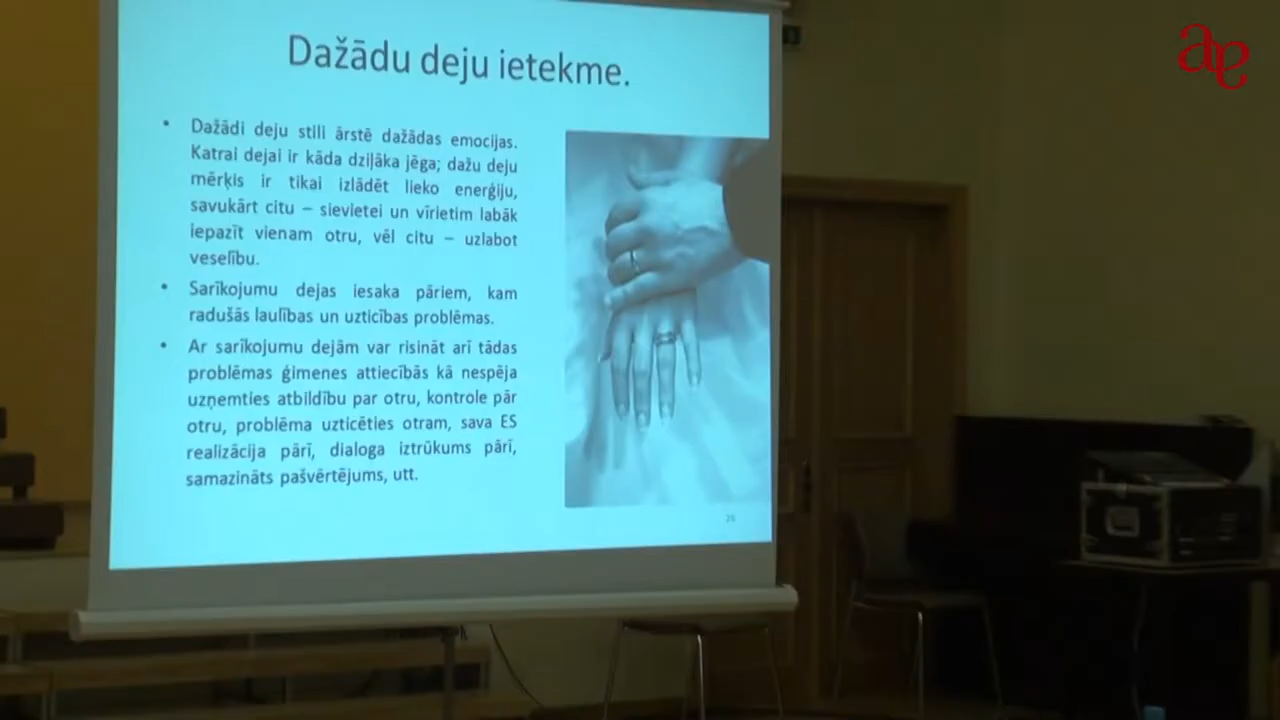 Dažādu deju ietekme.
• Dažādi deju stili ārstē dažādas emocijas.
Katrai dejai ir kāda dziļāka jēga; dažu deju
mērķis ir tikai izlādēt lieko enerģiju,
savukārt citu – sievietei un vīrietim labāk
iepazīt vienam otru, vēl citu – uzlabot
veselību.
• Sarīkojumu dejas iesaka pāriem, kam
radušās laulības un uzticības problēmas.
• Ar sarīkojumu dejām var risināt arī tādas
problēmas ģimenes attiecībās kā nespēja
uzņemties atbildību par otru, kontrole pār
otru, problēma uzticēties otram, sava ES
realizācija pārī, dialoga iztrūkums pārī,
samazināts pašvērtējums, utt.
ae